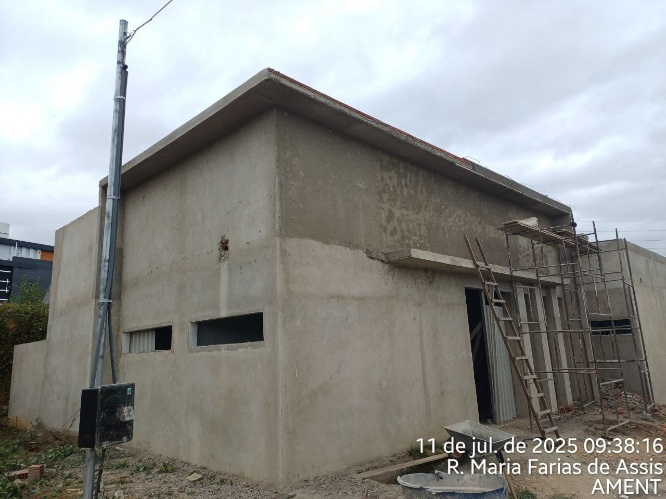 11 de jul. de 2025 09:38:16
R. Maria Farias de Assis
AMENT